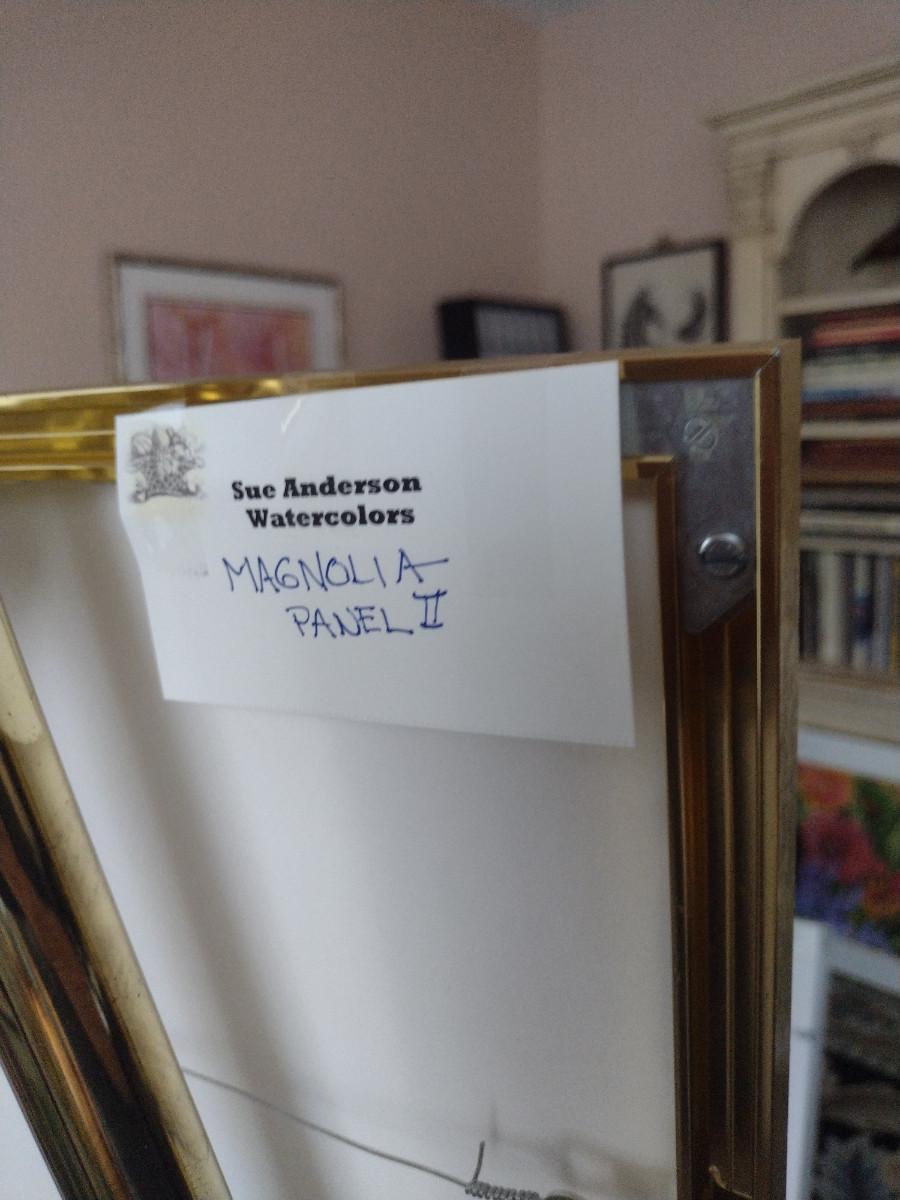 Sue Anderson
Watercolors
MAGNOLIA
PANEL II